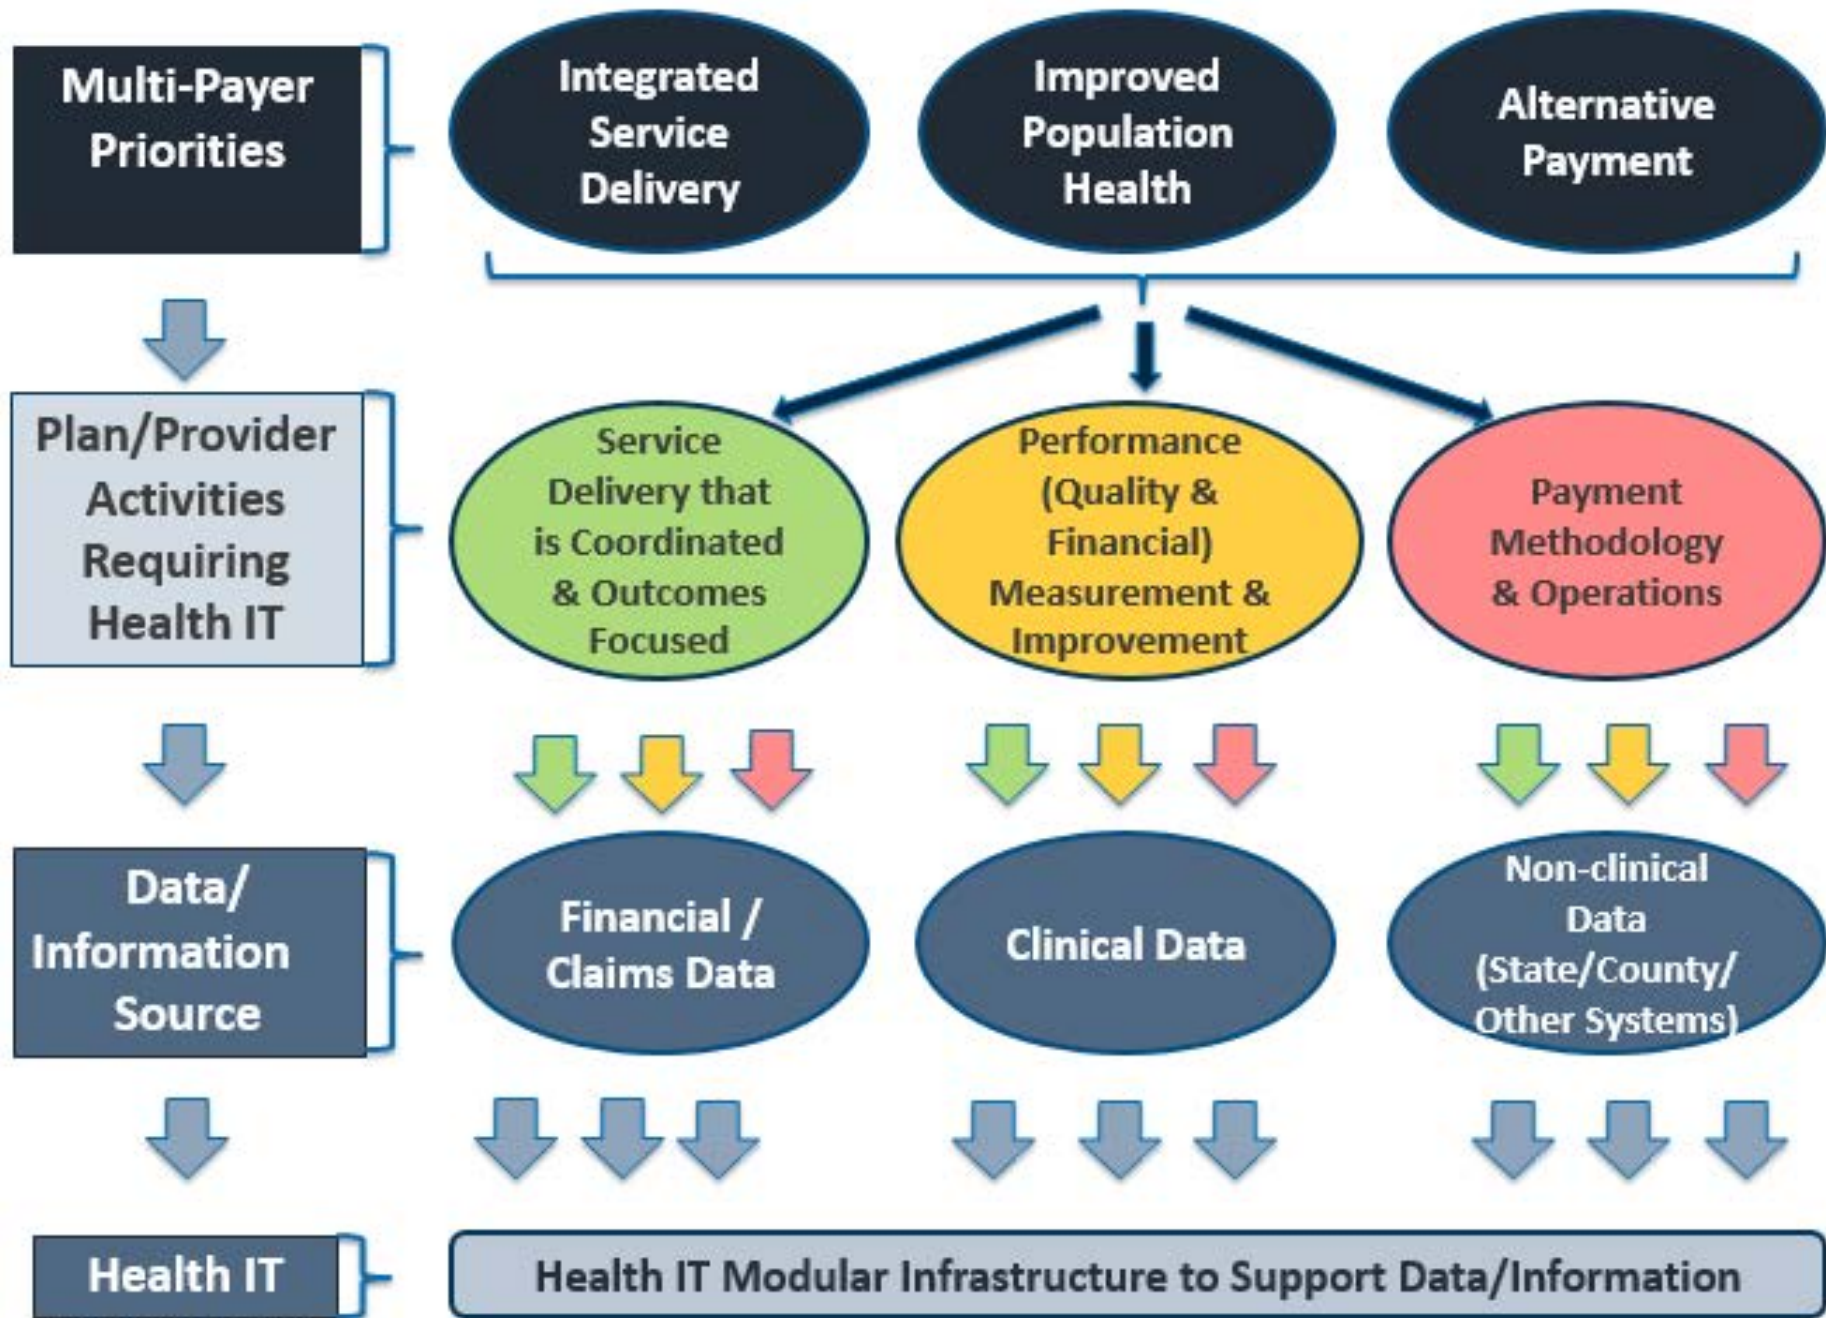 Multi-Payer
Priorities
Integrated
Service
Delivery
Improved
Population
Health
Alternative
Payment
Plan/Provider
Activities
Requiring
Health IT
Service
Delivery that
is Coordinated
& Outcomes
Focused
Performance
(Quality &
Financial)
Measurement &
Improvement
Payment
Methodology
& Operations
Data/
Information
Source
Financial /
Claims Data
Clinical Data
Non-clinical
Data
(State/County/
Other Systems)
Health IT
Health IT Modular Infrastructure to Support Data/Information